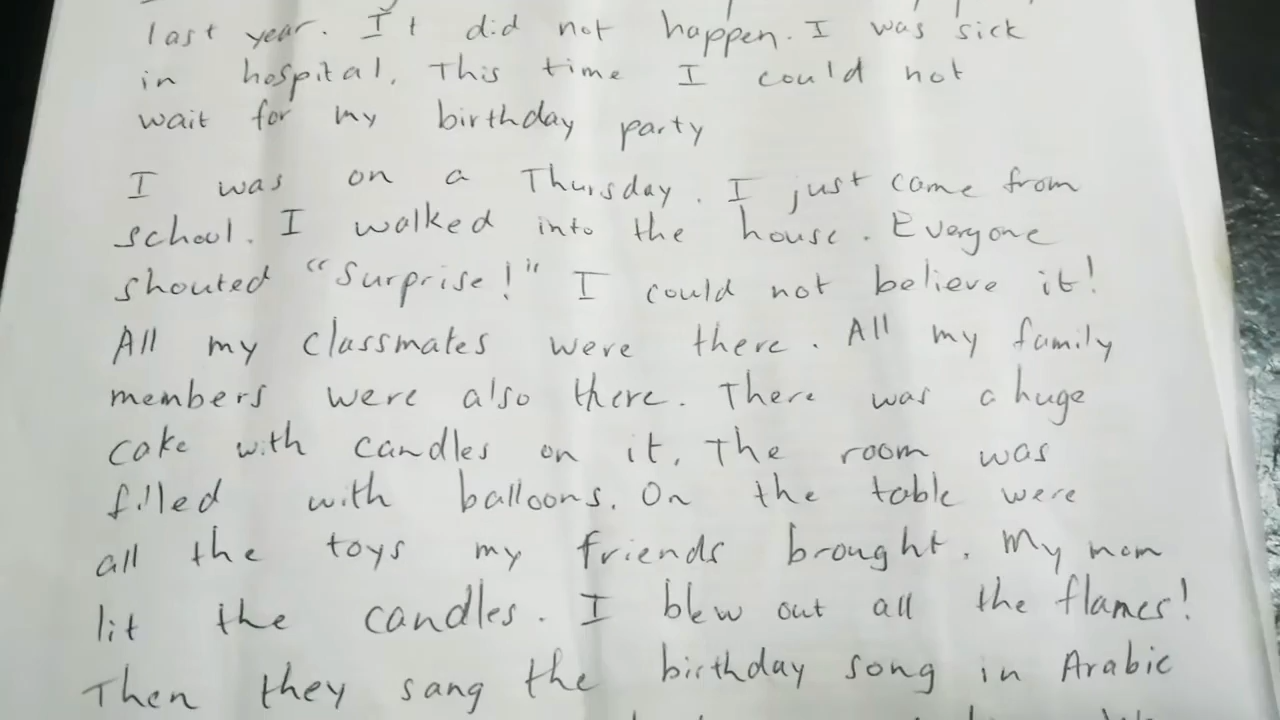 last year. It did not happen. I was sick
in hospital. This time I could not
wait for my birthday party
I was on a Thursday. I just came from
school. I walked into the house. Everyone
shouted "Surprise!" I could not believe it!
All my classmates were there. All my family
members were also there. There was a huge
cake with candles on it. The room was
filled with balloons. On the table were
all the toys my friends brought. My mom
lit the candles. I blew out all the flames!
Then they sang the birthday song in Arabic